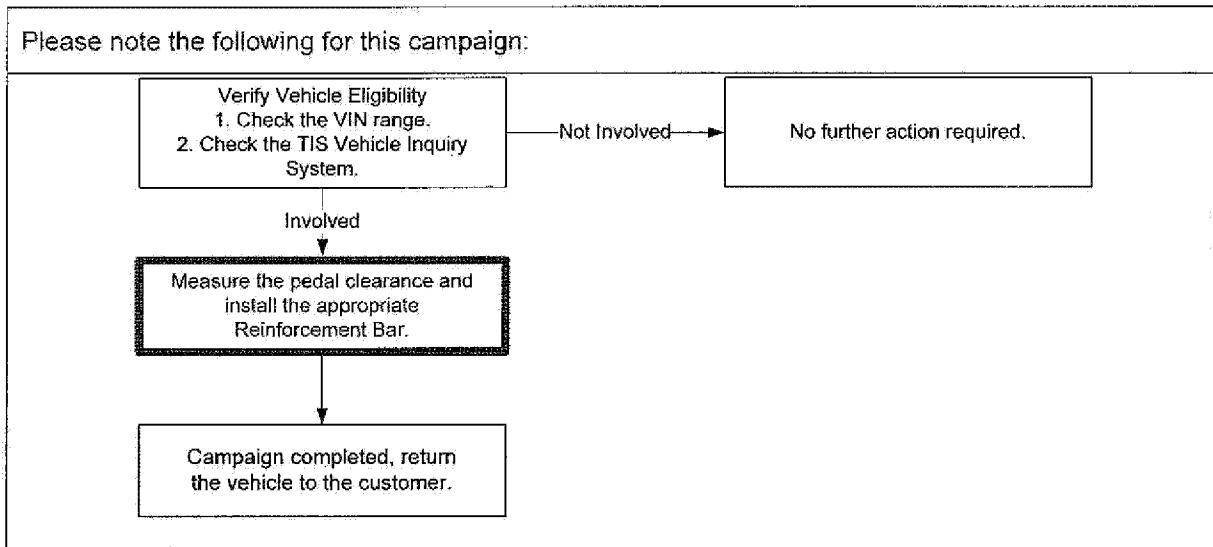 Please note the following for this campaign:
Verify Vehicle Eligibility
1. Check the VIN range.
2. Check the TIS Vehicle Inquiry
System.
Not Involved
No further action required.
Involved
Measure the pedal clearance and
install the appropriate
Reinforcement Bar.
Campaign completed, return
the vehicle to the customer.